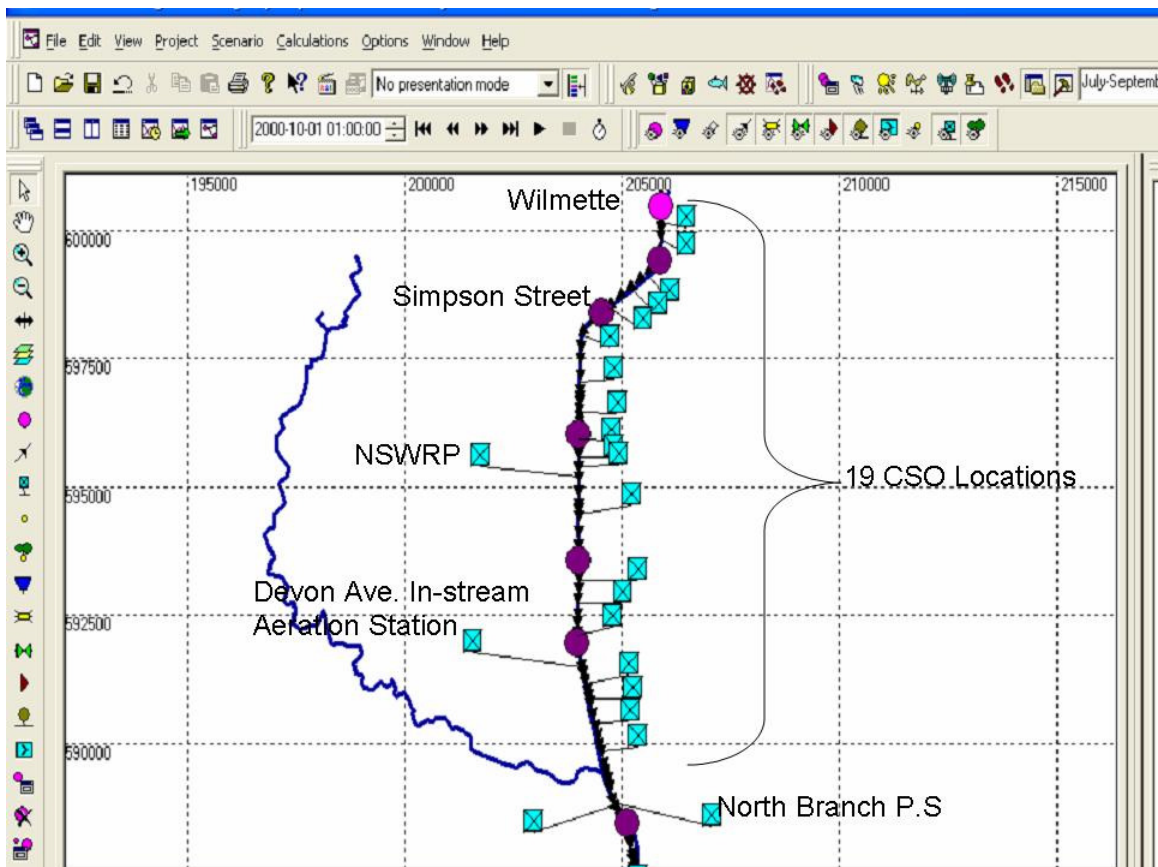 File Edit View Project Scenario Calculations Options Window Help
No presentation mode
July-Septemb
2000-10-01 01:00:00
195000 200000 205000 210000 215000
Wilmette
600000
Simpson Street
597500
NSWRP
19 CSO Locations
595000
Devon Ave. In-stream
592500
Aeration Station
590000
North Branch P.S